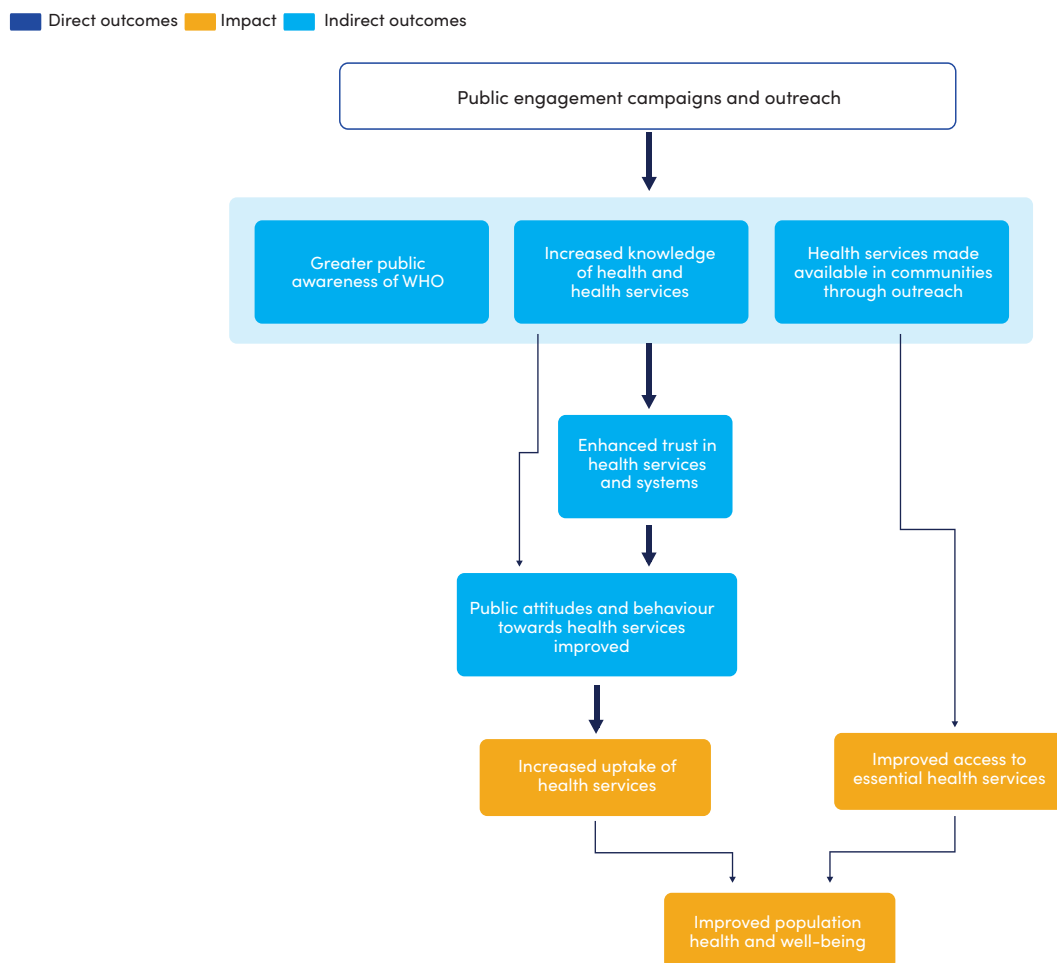 Direct outcomes Impact Indirect outcomes
Public engagement campaigns and outreach
Greater public
awareness of WHO
Increased knowledge
of health and
health services
Health services made
available in communities
through outreach
Enhanced trust in
health services
and systems
Public attitudes and behaviour
towards health services
improved
Increased uptake of
health services
Improved access to
essential health services
Improved population
health and well-being